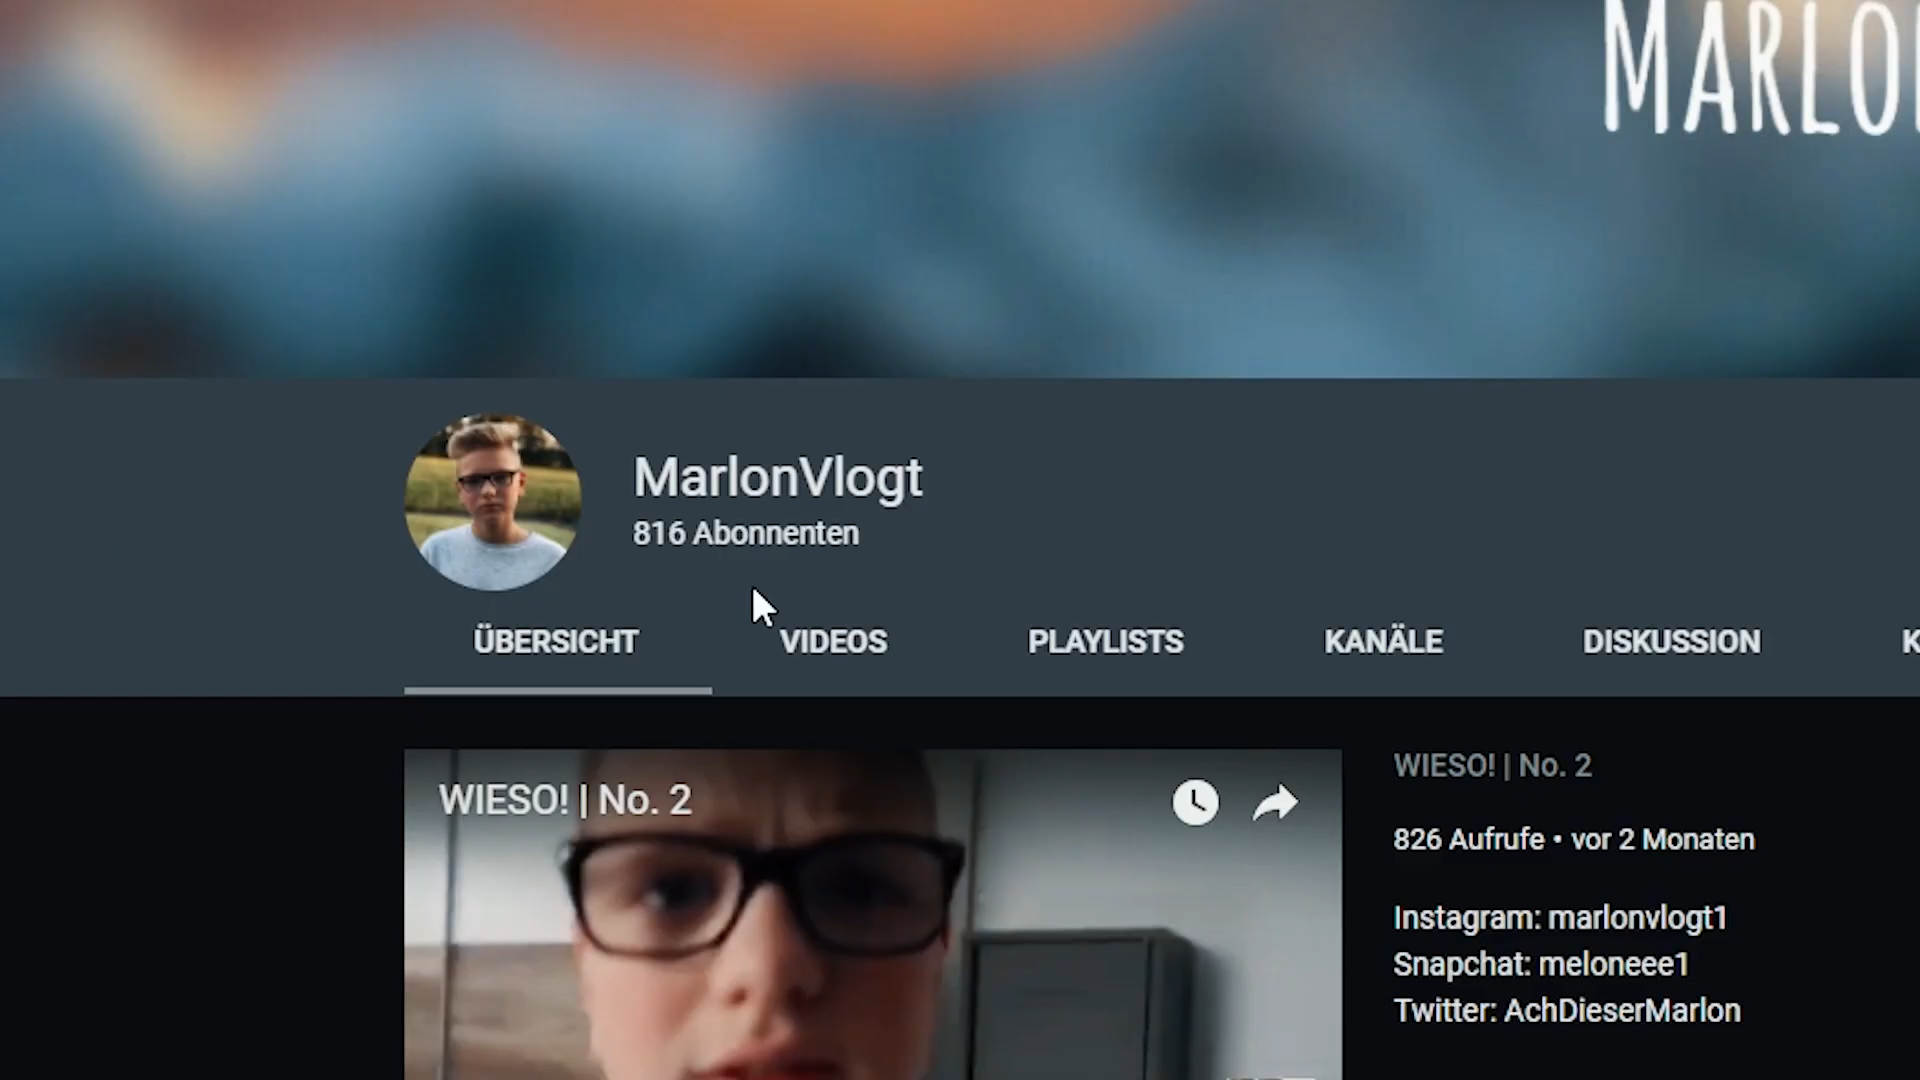 MARLO
MarlonVlogt
816 Abonnenten
ÜBERSICHT VIDEOS PLAYLISTS KANÄLE DISKUSSION K
WIESO! | No. 2
WIESO! | No. 2
826 Aufrufe • vor 2 Monaten
Instagram: marlonvlogt1
Snapchat: meloneee1
Twitter: AchDieserMarlon